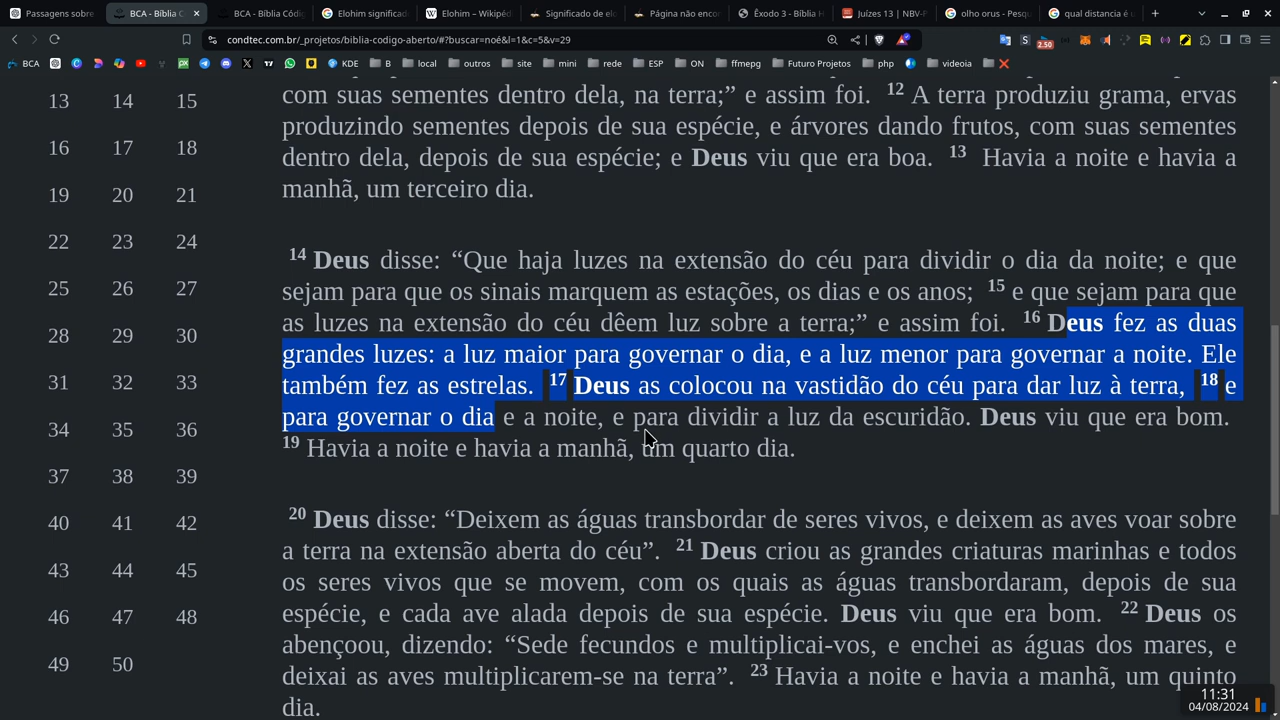 Passagens sobre
BCA - Bíblia C
BCA - Bíblia Códig
Elohim significad
Elohim – Wikipéd
Significado de elo
Página não enco
Êxodo 3 - Bíblia H
Juízes 13 | NBV-P
olho orus - Pesqu
qual distancia é u
condtec.com.br/_projetos/biblia-codigo-aberto/#?buscar=noé&l=1&c=5&v=29
2.50
BCA
KDE
B
local
outros
site
mini
rede
ESP
ON
ffmepg
Futuro Projetos
php
videoia
13 14 15
16 17 18
19 20 21
22 23 24
25 26 27
28 29 30
31 32 33
34 35 36
37 38 39
40 41 42
43 44 45
46 47 48
49 50
com suas sementes dentro dela, na terra;” e assim foi. 12 A terra produziu grama, ervas
produzindo sementes depois de sua espécie, e árvores dando frutos, com suas sementes
dentro dela, depois de sua espécie; e Deus viu que era boa. 13 Havia a noite e havia a
manhã, um terceiro dia.
14 Deus disse: “Que haja luzes na extensão do céu para dividir o dia da noite; e que
sejam para que os sinais marquem as estações, os dias e os anos; 15 e que sejam para que
as luzes na extensão do céu dêem luz sobre a terra;” e assim foi. 16 Deus fez as duas
grandes luzes: a luz maior para governar o dia, e a luz menor para governar a noite. Ele
também fez as estrelas. 17 Deus as colocou na vastidão do céu para dar luz à terra, 18 e
para governar o dia e a noite, e para dividir a luz da escuridão. Deus viu que era bom.
19 Havia a noite e havia a manhã, um quarto dia.
20 Deus disse: “Deixem as águas transbordar de seres vivos, e deixem as aves voar sobre
a terra na extensão aberta do céu”. 21 Deus criou as grandes criaturas marinhas e todos
os seres vivos que se movem, com os quais as águas transbordaram, depois de sua
espécie, e cada ave alada depois de sua espécie. Deus viu que era bom. 22 Deus os
abençoou, dizendo: “Sede fecundos e multiplicai-vos, e enchei as águas dos mares, e
deixai as aves multiplicarem-se na terra”. 23 Havia a noite e havia a manhã, um quinto
dia.
11:31
04/08/2024